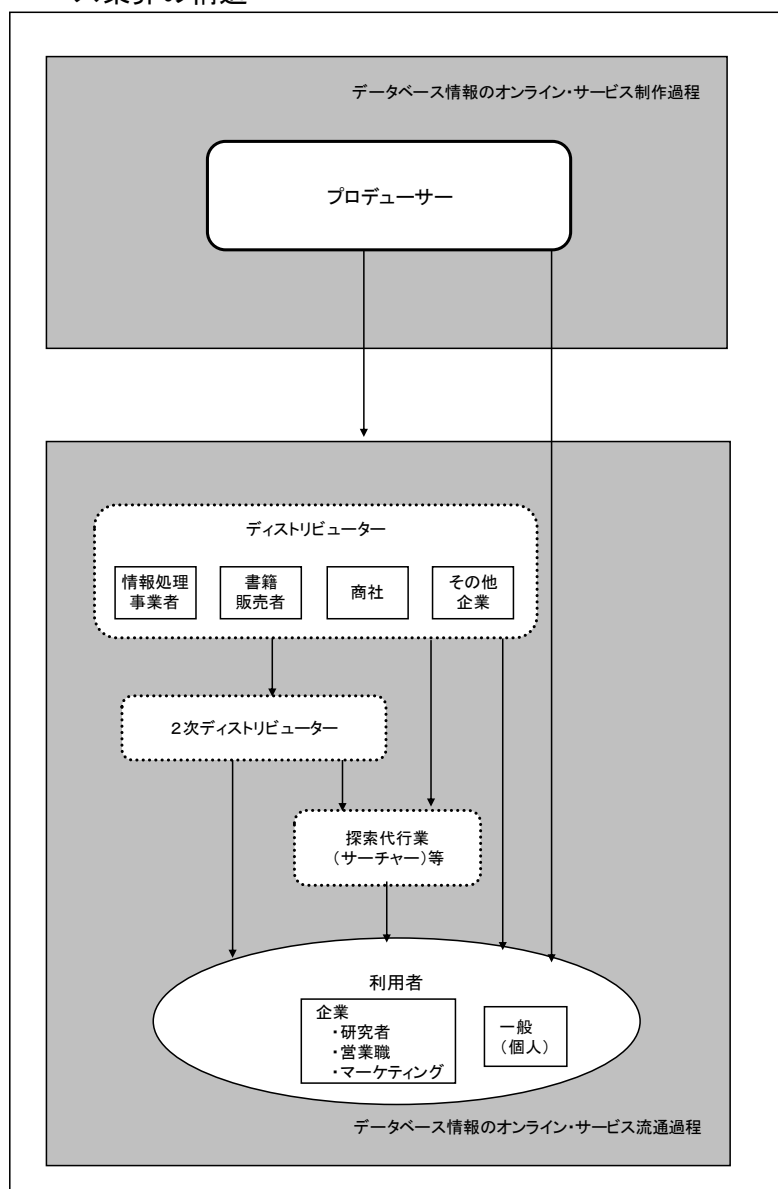 データベース情報のオンライン・サービス制作過程
プロデューサー
ディストリビューター
情報処理
事業者
書籍
販売者
商社
その他
企業
２次ディストリビューター
探索代行業
（サーチャー）等
利用者
企業
・研究者
・営業職
・マーケティング
一般
（個人）
データベース情報のオンライン・サービス流通過程